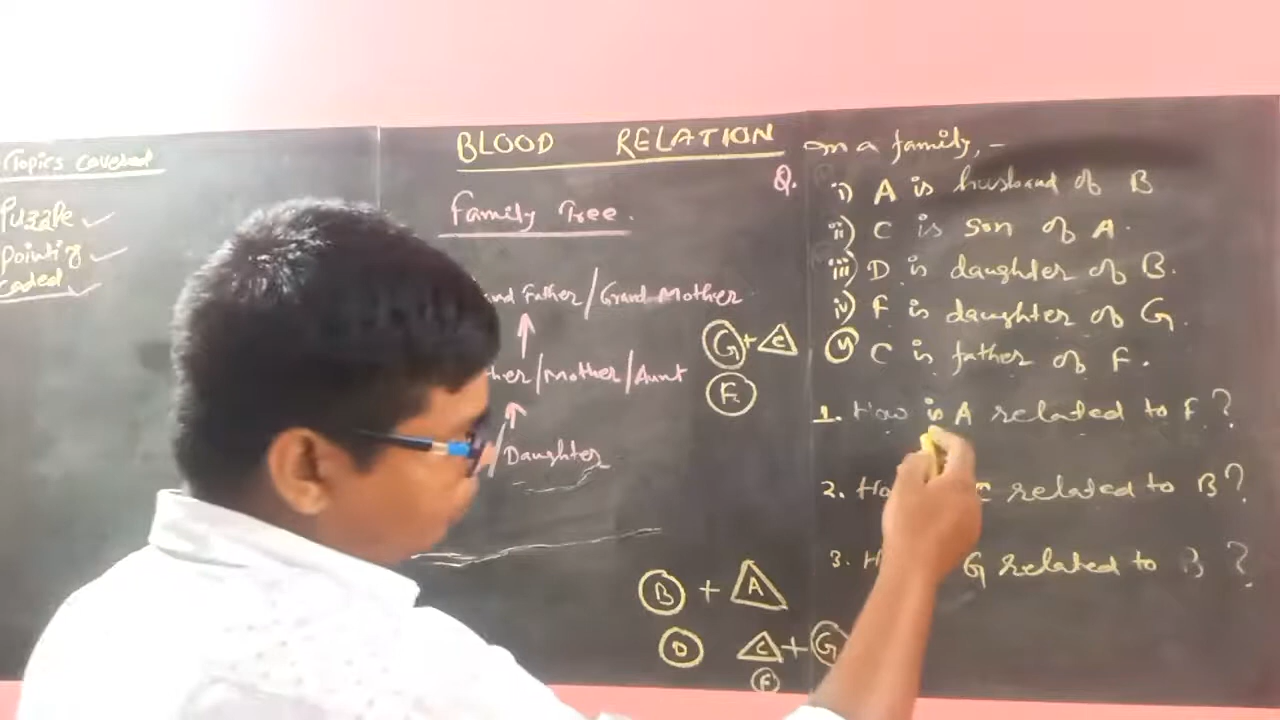 Topics covered
Puzzle ✓
Pointing ✓
Coded ✓
BLOOD RELATION
Family Tree.
Father / Grand Mother
/ Mother / Aunt
/ Daughter
G + C
F
B + A
D C + G
F
In a family, -
Q. i) A is husband of B
ii) C is son of A.
iii) D is daughter of B.
iv) F is daughter of G.
v) C is father of F.
1. How is A related to F ?
2. C related to B ?
3. G related to B ?